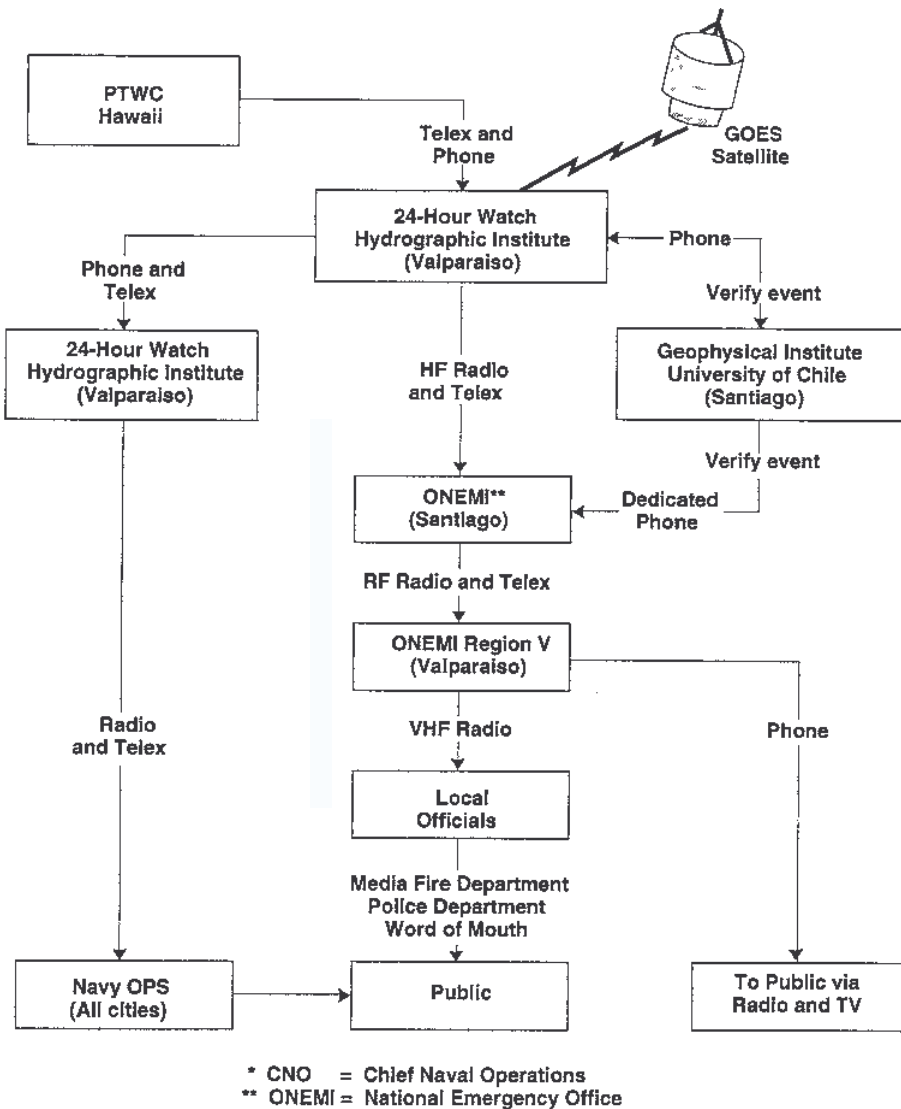 PTWC
Hawaii
Telex and
Phone
GOES
Satellite
24-Hour Watch
Hydrographic Institute
(Valparaiso)
Phone
Phone and
Telex
Verify event
24-Hour Watch
Hydrographic Institute
(Valparaiso)
HF Radio
and Telex
Geophysical Institute
University of Chile
(Santiago)
Verify event
ONEMI**
(Santiago)
Dedicated
Phone
RF Radio and Telex
ONEMI Region V
(Valparaiso)
Radio
and Telex
VHF Radio
Phone
Local
Officials
Media Fire Department
Police Department
Word of Mouth
Navy OPS
(All cities)
Public
To Public via
Radio and TV
* CNO = Chief Naval Operations
** ONEMI = National Emergency Office